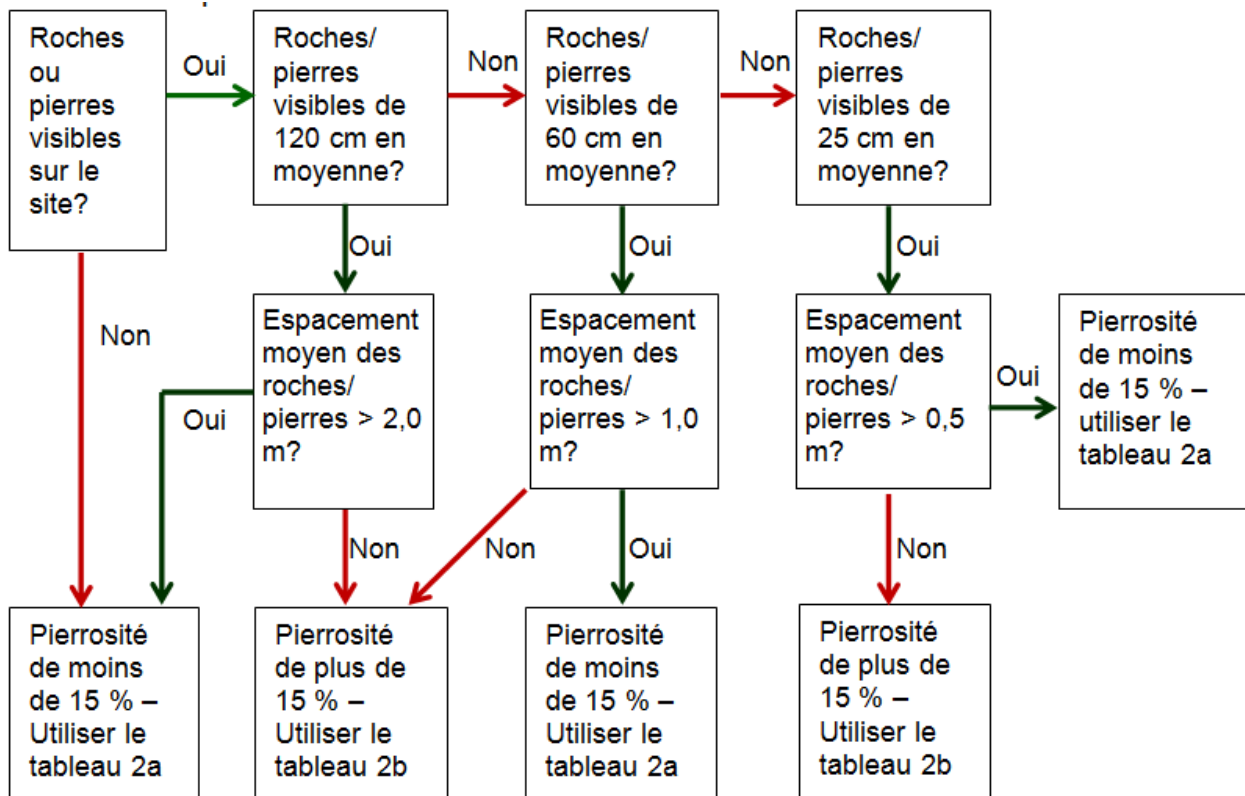 Roches
ou
pierres
visibles
sur le
site?
Oui
Roches/
pierres
visibles de
120 cm en
moyenne?
Non
Roches/
pierres
visibles de
60 cm en
moyenne?
Non
Roches/
pierres
visibles de
25 cm en
moyenne?
Oui
Oui
Oui
Non
Espacement
moyen des
roches/
pierres > 2,0
m?
Espacement
moyen des
roches/
pierres > 1,0
m?
Espacement
moyen des
roches/
pierres > 0,5
m?
Oui
Pierrosité
de moins
de 15 % –
utiliser le
tableau 2a
Oui
Non
Non
Oui
Non
Pierrosité
de moins
de 15 % –
Utiliser le
tableau 2a
Pierrosité
de plus de
15 % –
Utiliser le
tableau 2b
Pierrosité
de moins
de 15 % –
Utiliser le
tableau 2a
Pierrosité
de plus de
15 % –
Utiliser le
tableau 2b